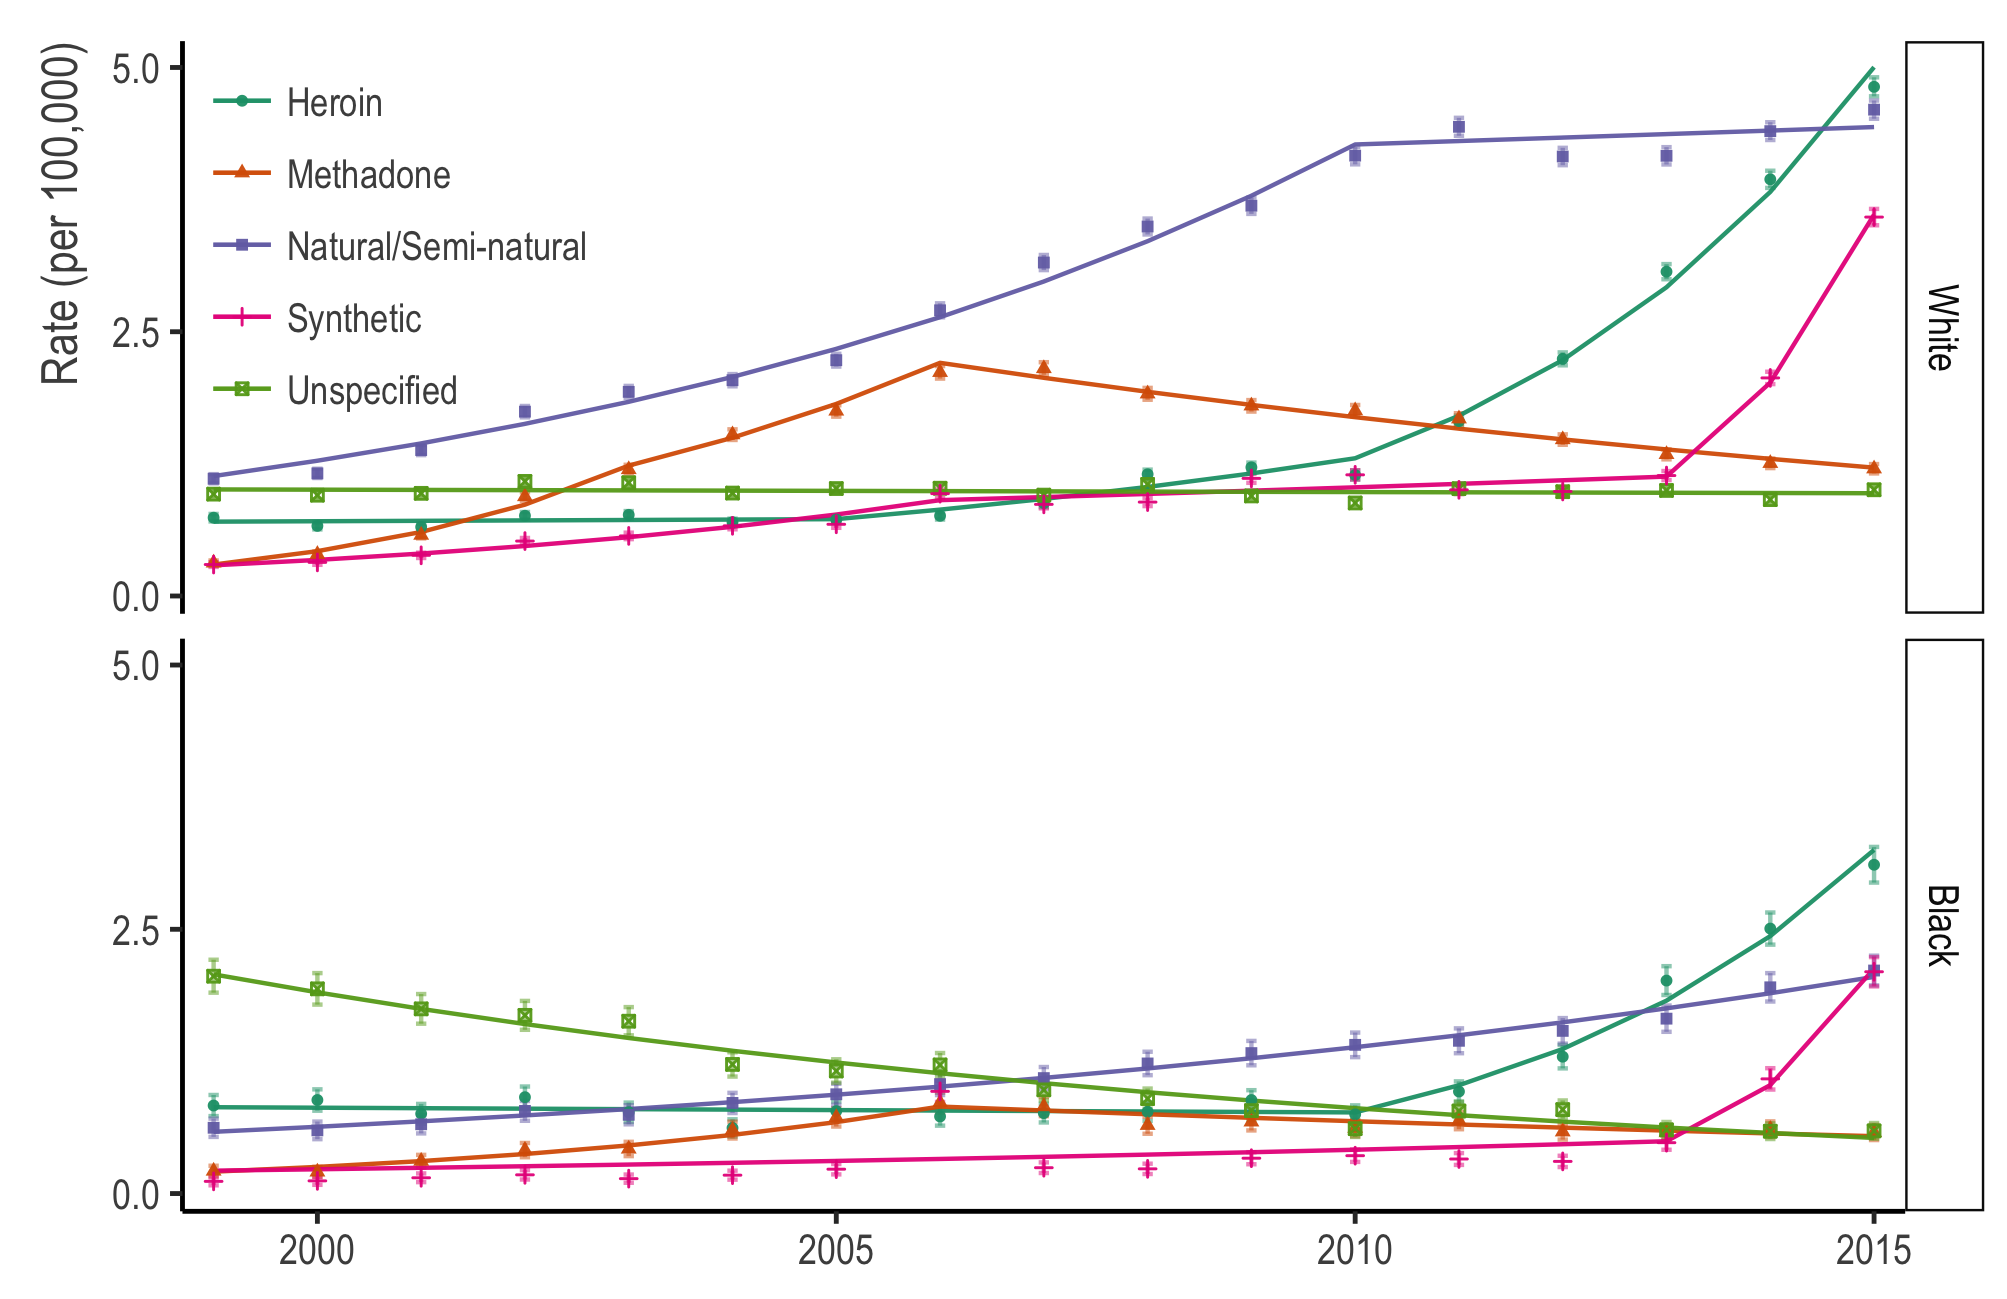 Rate (per 100,000)
5.0
2.5
0.0
Heroin
Methadone
Natural/Semi-natural
Synthetic
Unspecified
White
5.0
2.5
0.0
Black
2000
2005
2010
2015